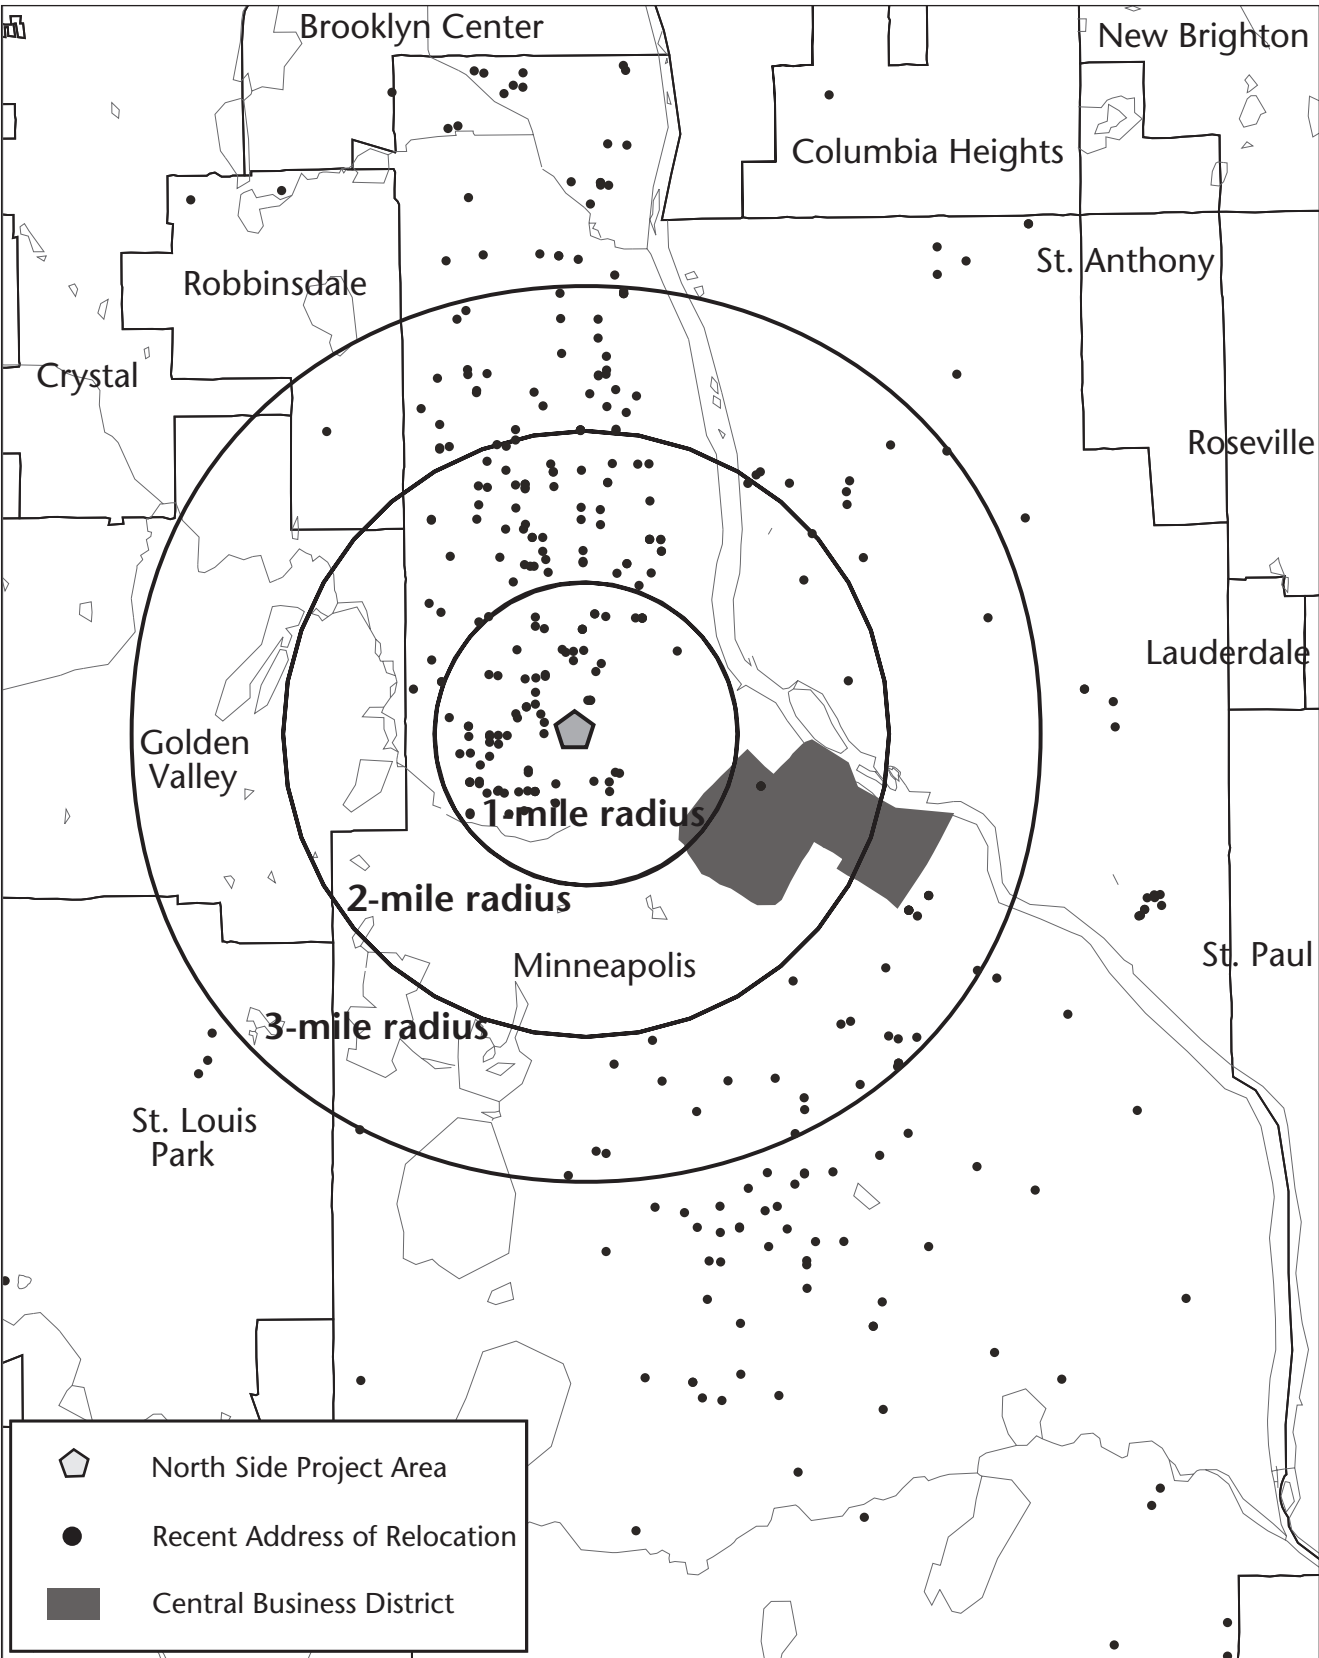 Brooklyn Center
New Brighton
Columbia Heights
St. Anthony
Robbinsdale
Crystal
Roseville
Lauderdale
Golden
Valley
1-mile radius
2-mile radius
St. Paul
Minneapolis
3-mile radius
St. Louis
Park
North Side Project Area
Recent Address of Relocation
Central Business District